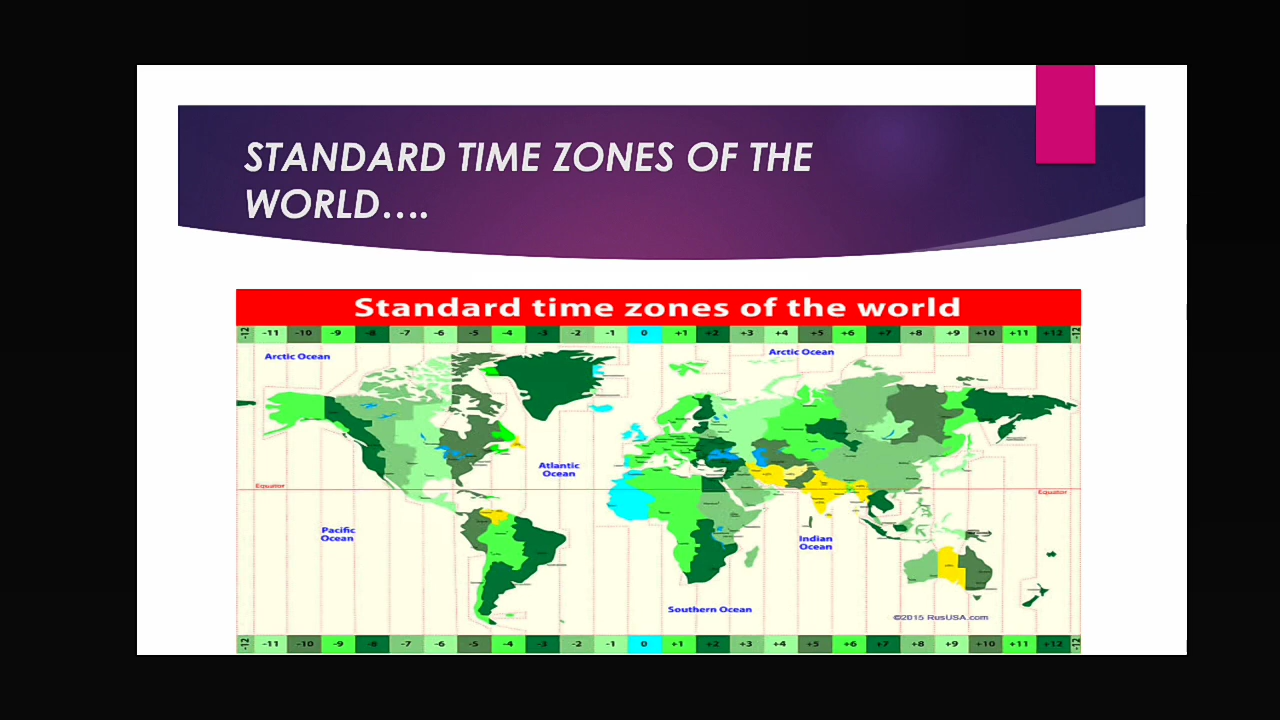 STANDARD TIME ZONES OF THE
WORLD....
Standard time zones of the world
-12 -11 -10 -9 -8 -7 -6 -5 -4 -3 -2 -1 0 +1 +2 +3 +4 +5 +6 +7 +8 +9 +10 +11 +12 -12
Arctic Ocean
Arctic Ocean
Atlantic
Ocean
Equator
Equator
Pacific
Ocean
Indian
Ocean
Southern Ocean
©2015 RusUSA.com
-12 -11 -10 -9 -8 -7 -6 -5 -4 -3 -2 -1 0 +1 +2 +3 +4 +5 +6 +7 +8 +9 +10 +11 +12 -12